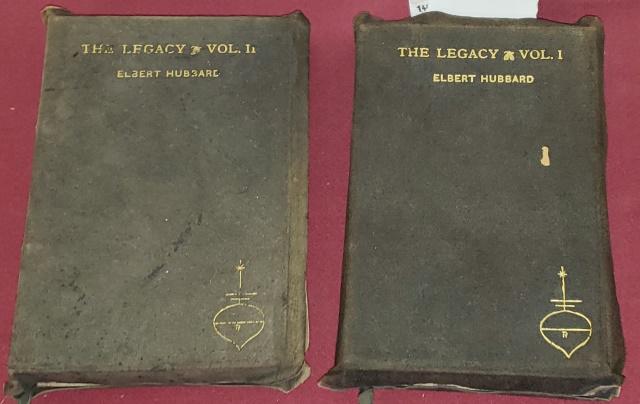 THE LEGACY VOL. II
ELBERT HUBBARD
THE LEGACY VOL. I
ELBERT HUBBARD
R
R